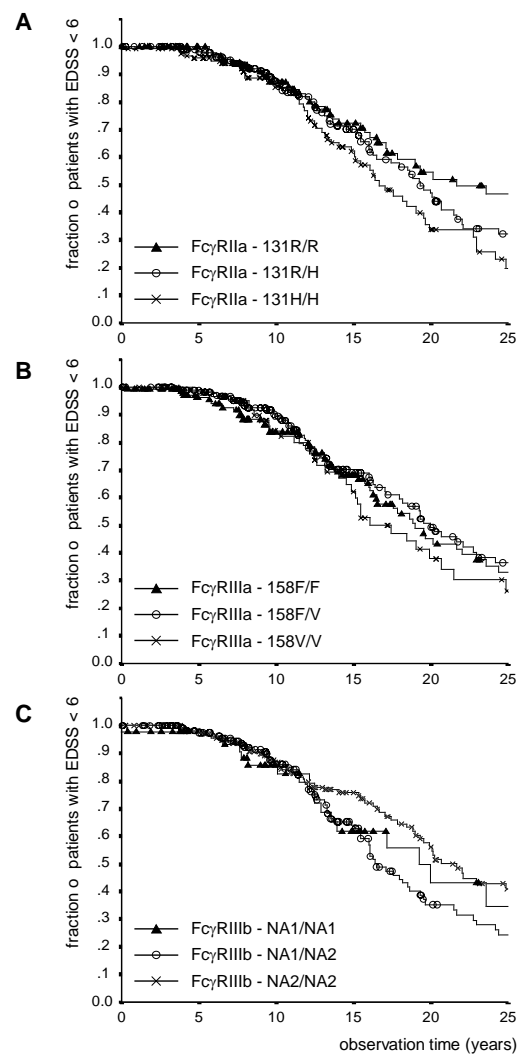 A
fraction o patients with EDSS < 6
1.0
.9
.8
.7
.6
.5
.4
.3
.2
.1
0.0
FcγRIIa - 131R/R
FcγRIIa - 131R/H
FcγRIIa - 131H/H
0 5 10 15 20 25
B
fraction o patients with EDSS < 6
1.0
.9
.8
.7
.6
.5
.4
.3
.2
.1
0.0
FcγRIIIa - 158F/F
FcγRIIIa - 158F/V
FcγRIIIa - 158V/V
0 5 10 15 20 25
C
fraction o patients with EDSS < 6
1.0
.9
.8
.7
.6
.5
.4
.3
.2
.1
0.0
FcγRIIIb - NA1/NA1
FcγRIIIb - NA1/NA2
FcγRIIIb - NA2/NA2
0 5 10 15 20 25
observation time (years)